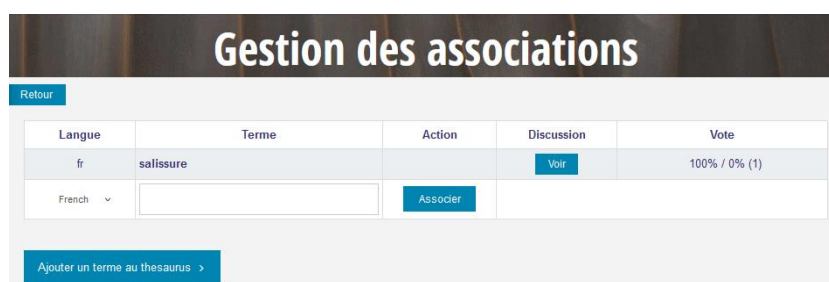 Gestion des associations
Retour
Langue Terme Action Discussion Vote
fr salissure Voir 100% / 0% (1)
French Associer
Ajouter un terme au thesaurus >